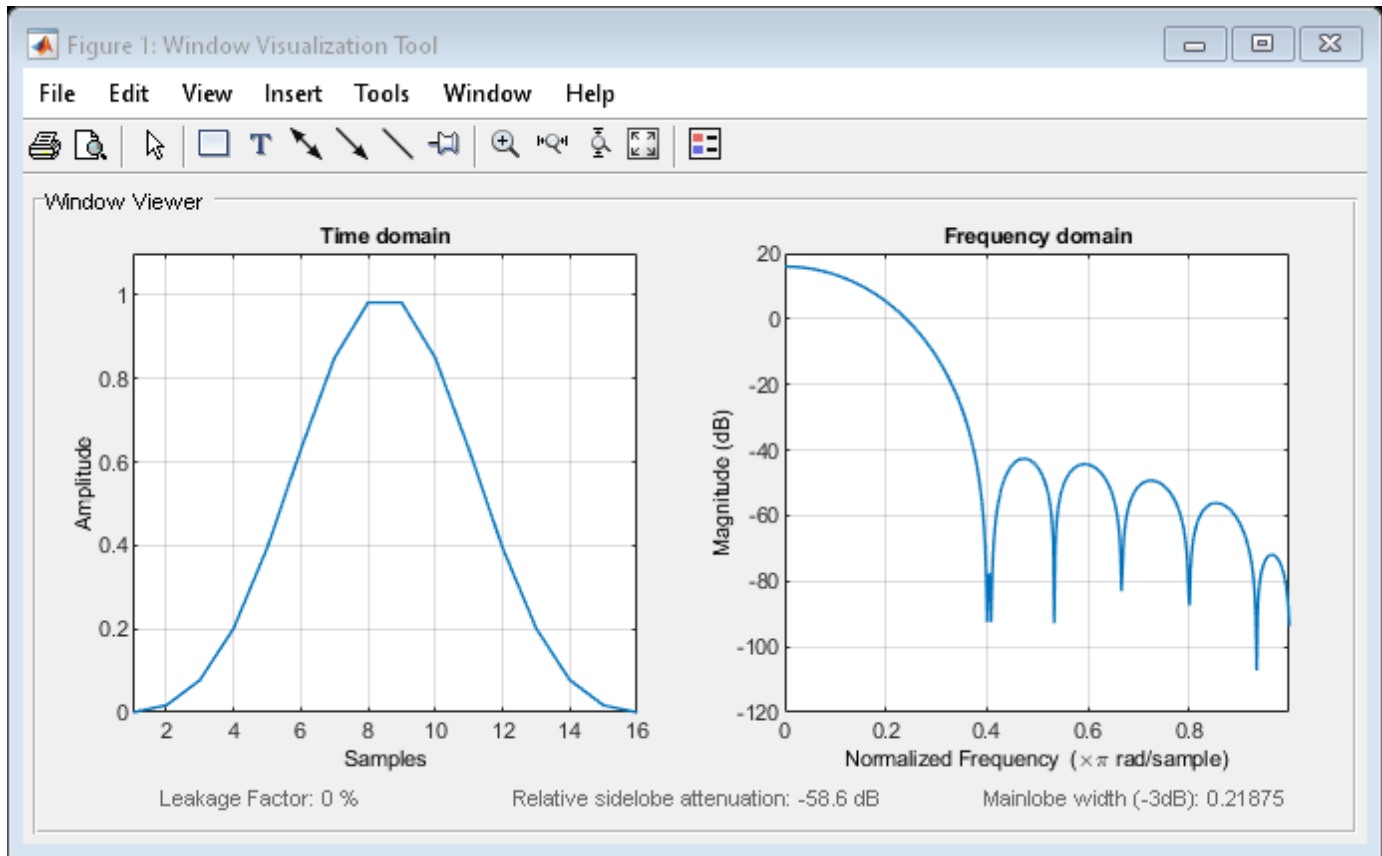 Figure 1: Window Visualization Tool
File Edit View Insert Tools Window Help
T
Window Viewer
Time domain
1
0.8
0.6
0.4
0.2
0
2 4 6 8 10 12 14 16
Amplitude
Samples
Frequency domain
20
0
-20
-40
-60
-80
-100
-120
0 0.2 0.4 0.6 0.8
Magnitude (dB)
Normalized Frequency (×π rad/sample)
Leakage Factor: 0 % Relative sidelobe attenuation: -58.6 dB Mainlobe width (-3dB): 0.21875